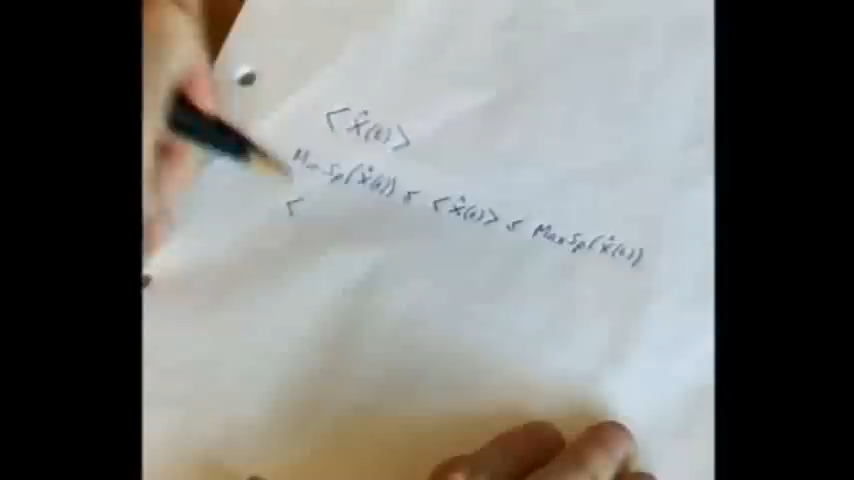 <X̂(t)>
Min Sp(X̂(t)) ≤ <X̂(t)> ≤ Max Sp(X̂(t))
<